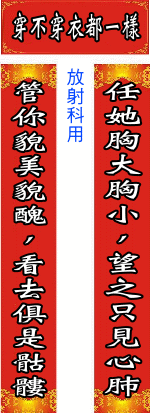 穿不穿衣都一樣
任她胸大胸小，望之只見心肺
放射科用
管你貌美貌醜，看去俱是骷髏